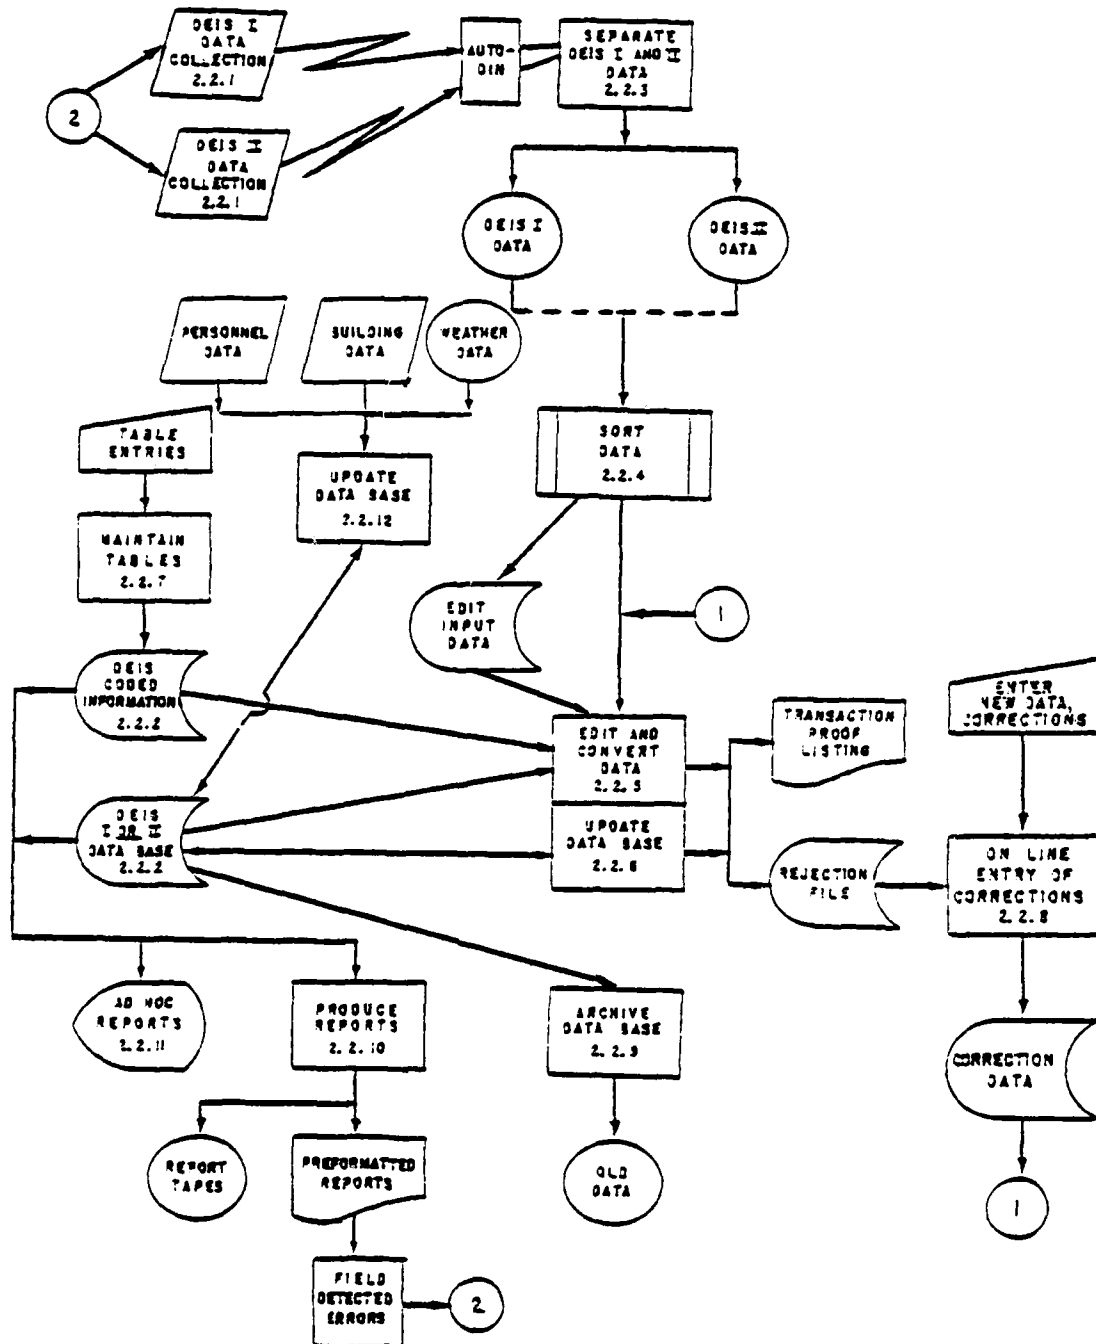 DEIS I
DATA
COLLECTION
2.2.1
AUTO-
DIN
SEPARATE
DEIS I AND II
DATA
2.2.3
2
DEIS II
DATA
COLLECTION
2.2.1
DEIS I
DATA
DEIS II
DATA
PERSONNEL
DATA
BUILDING
DATA
WEATHER
DATA
TABLE
ENTRIES
UPDATE
DATA BASE
2.2.12
SORT
DATA
2.2.4
MAINTAIN
TABLES
2.2.7
EDIT
INPUT
DATA
1
DEIS
CODED
INFORMATION
2.2.2
EDIT AND
CONVERT
DATA
2.2.5
TRANSACTION
PROOF
LISTING
ENTER
NEW DATA,
CORRECTIONS
DEIS
I OR II
DATA BASE
2.2.2
UPDATE
DATA BASE
2.2.6
REJECTION
FILE
ON LINE
ENTRY OF
CORRECTIONS
2.2.8
AD HOC
REPORTS
2.2.11
PRODUCE
REPORTS
2.2.10
ARCHIVE
DATA BASE
2.2.9
CORRECTION
DATA
REPORT
TAPES
PREFORMATTED
REPORTS
OLD
DATA
1
FIELD
DETECTED
ERRORS
2